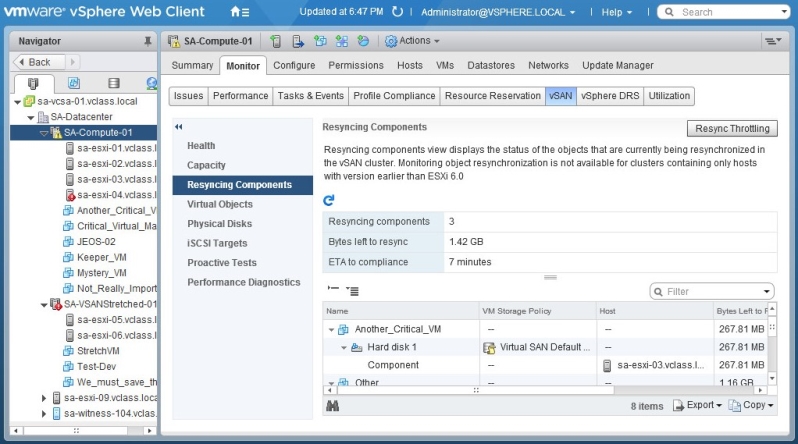 vmware® vSphere Web Client
Updated at 6:47 PM
Administrator@VSPHERE.LOCAL
Help
Search
Navigator
Back
sa-vcsa-01.vclass.local
SA-Datacenter
SA-Compute-01
sa-esxi-01.vclass.l
sa-esxi-02.vclass.l
sa-esxi-03.vclass.l
sa-esxi-04.vclass.l
Another_Critical_V
Critical_Virtual_Ma
JEOS-02
Keeper_VM
Mystery_VM
Not_Really_Import
SA-VSANStretched-01
sa-esxi-05.vclass.l
sa-esxi-06.vclass.l
StretchVM
Test-Dev
We_must_save_th
sa-esxi-09.vclass.loca
sa-witness-104.vclas
SA-Compute-01
Actions
Summary Monitor Configure Permissions Hosts VMs Datastores Networks Update Manager
Issues Performance Tasks & Events Profile Compliance Resource Reservation vSAN vSphere DRS Utilization
Health
Capacity
Resyncing Components
Virtual Objects
Physical Disks
iSCSI Targets
Proactive Tests
Performance Diagnostics
Resyncing Components
Resync Throttling
Resyncing components view displays the status of the objects that are currently being resynchronized in
the vSAN cluster. Monitoring object resynchronization is not available for clusters containing only hosts
with version earlier than ESXi 6.0
Resyncing components 3
Bytes left to resync 1.42 GB
ETA to compliance 7 minutes
Filter
Name VM Storage Policy Host Bytes Left to R
Another_Critical_VM -- -- 267.81 MB
Hard disk 1 Virtual SAN Default ... -- 267.81 MB
Component sa-esxi-03.vclass.l... 267.81 MB
Other -- -- 1.16 GB
8 items Export Copy